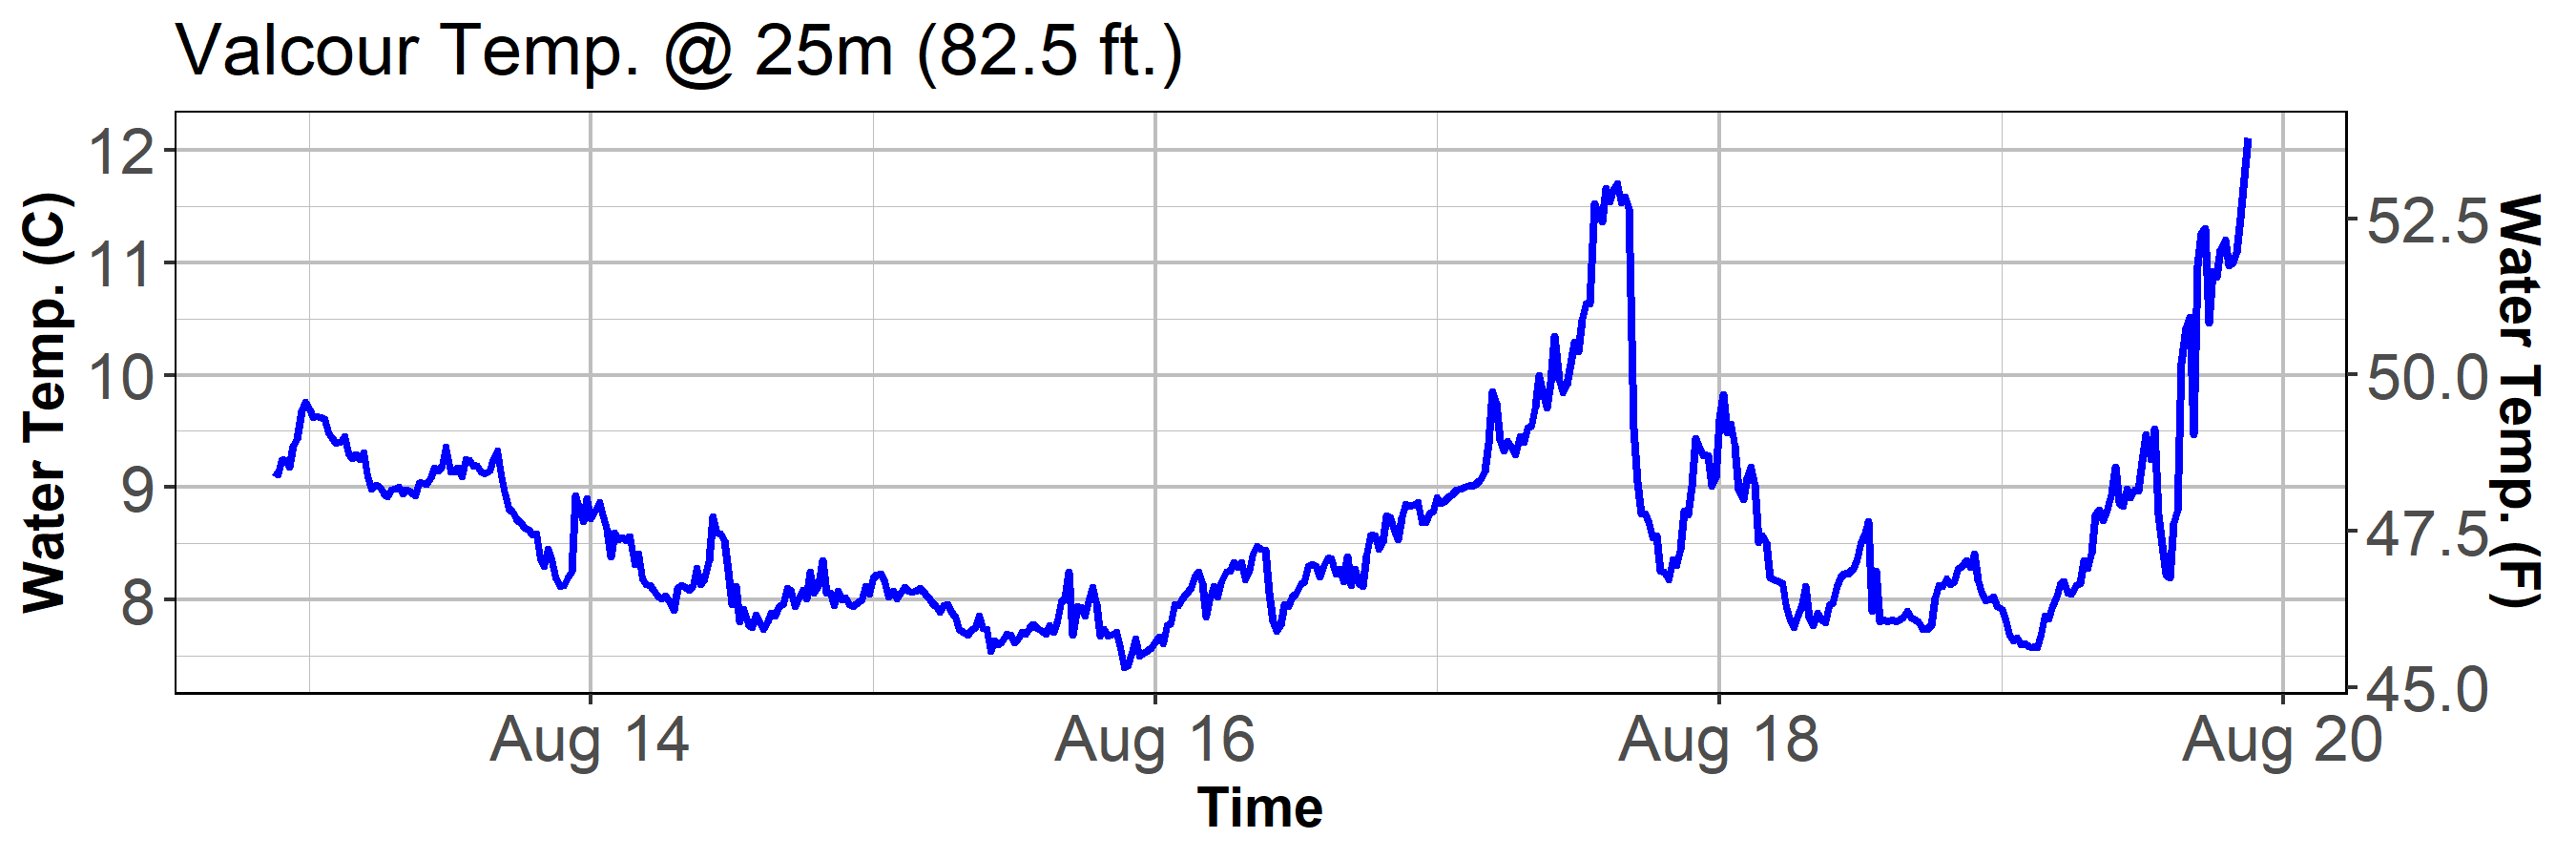 Valcour Temp. @ 25m (82.5 ft.)
Water Temp. (C)
12
11
10
9
8
52.5
50.0
47.5
45.0
Water Temp. (F)
Aug 14 Aug 16 Aug 18 Aug 20
Time